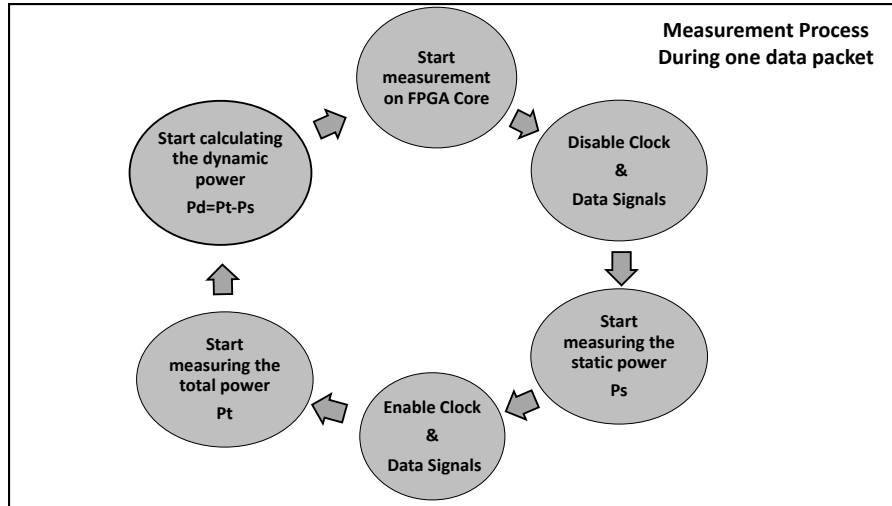 Measurement Process
During one data packet
Start
measurement
on FPGA Core
Disable Clock
&
Data Signals
Start
measuring the
static power
Ps
Enable Clock
&
Data Signals
Start
measuring the
total power
Pt
Start calculating
the dynamic
power
Pd=Pt-Ps